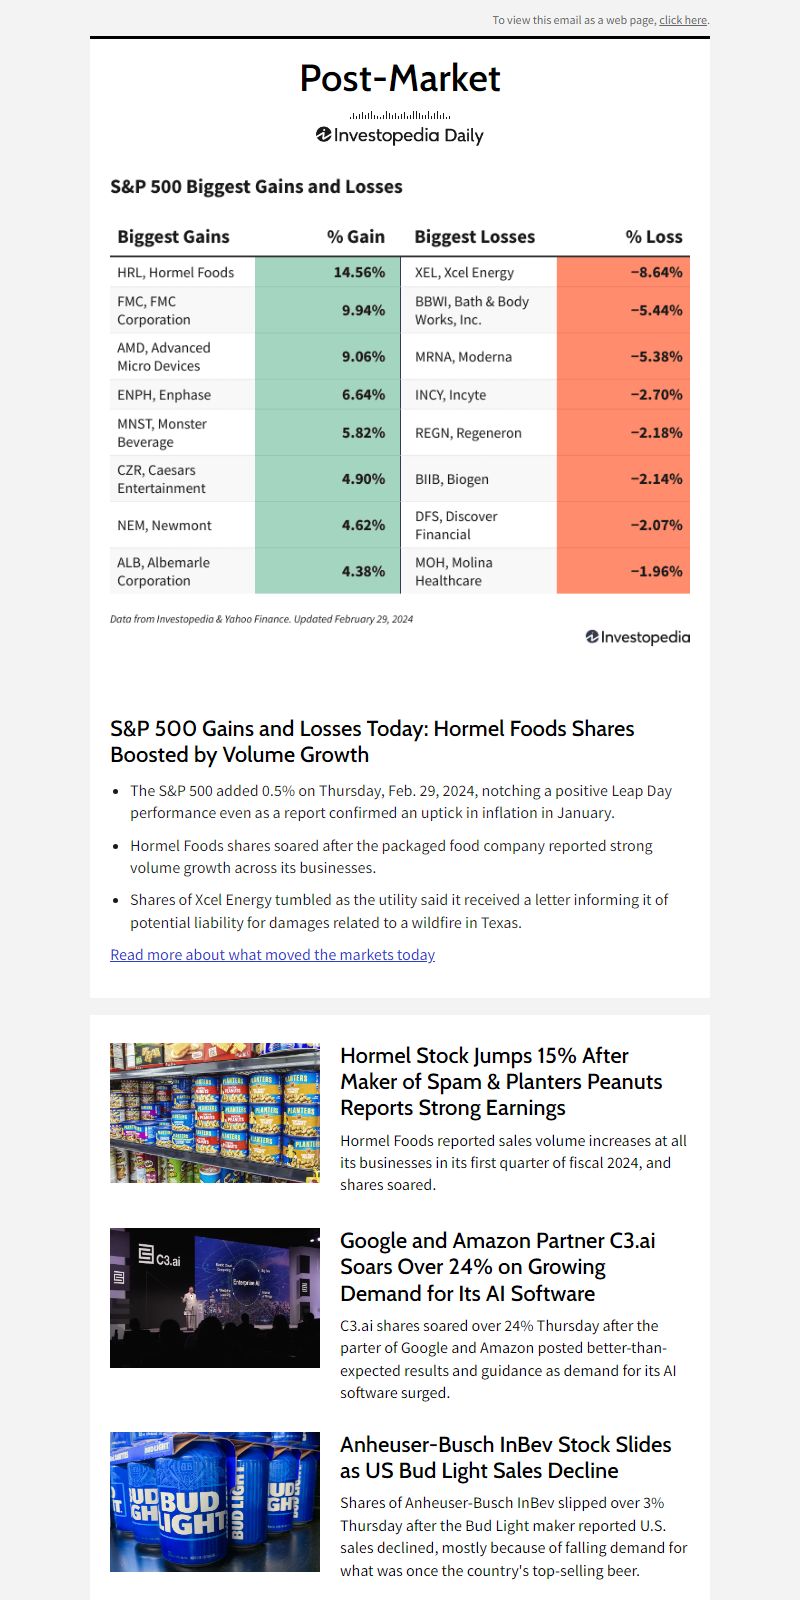 To view this email as a web page, click here.
Post-Market
Investopedia Daily
S&P 500 Biggest Gains and Losses
Biggest Gains % Gain Biggest Losses % Loss
HRL, Hormel Foods 14.56% XEL, Xcel Energy −8.64%
FMC, FMC
Corporation 9.94% BBWI, Bath & Body
Works, Inc. −5.44%
AMD, Advanced
Micro Devices 9.06% MRNA, Moderna −5.38%
ENPH, Enphase 6.64% INCY, Incyte −2.70%
MNST, Monster
Beverage 5.82% REGN, Regeneron −2.18%
CZR, Caesars
Entertainment 4.90% BIIB, Biogen −2.14%
NEM, Newmont 4.62% DFS, Discover
Financial −2.07%
ALB, Albemarle
Corporation 4.38% MOH, Molina
Healthcare −1.96%
Data from Investopedia & Yahoo Finance. Updated February 29, 2024
Investopedia
S&P 500 Gains and Losses Today: Hormel Foods Shares
Boosted by Volume Growth
• The S&P 500 added 0.5% on Thursday, Feb. 29, 2024, notching a positive Leap Day
performance even as a report confirmed an uptick in inflation in January.
• Hormel Foods shares soared after the packaged food company reported strong
volume growth across its businesses.
• Shares of Xcel Energy tumbled as the utility said it received a letter informing it of
potential liability for damages related to a wildfire in Texas.
Read more about what moved the markets today
PLANTERS
Hormel Stock Jumps 15% After
Maker of Spam & Planters Peanuts
Reports Strong Earnings
Hormel Foods reported sales volume increases at all
its businesses in its first quarter of fiscal 2024, and
shares soared.
C3.ai
Enterprise AI
Google and Amazon Partner C3.ai
Soars Over 24% on Growing
Demand for Its AI Software
C3.ai shares soared over 24% Thursday after the
parter of Google and Amazon posted better-than-
expected results and guidance as demand for its AI
software surged.
BUD
LIGHT
Anheuser-Busch InBev Stock Slides
as US Bud Light Sales Decline
Shares of Anheuser-Busch InBev slipped over 3%
Thursday after the Bud Light maker reported U.S.
sales declined, mostly because of falling demand for
what was once the country's top-selling beer.